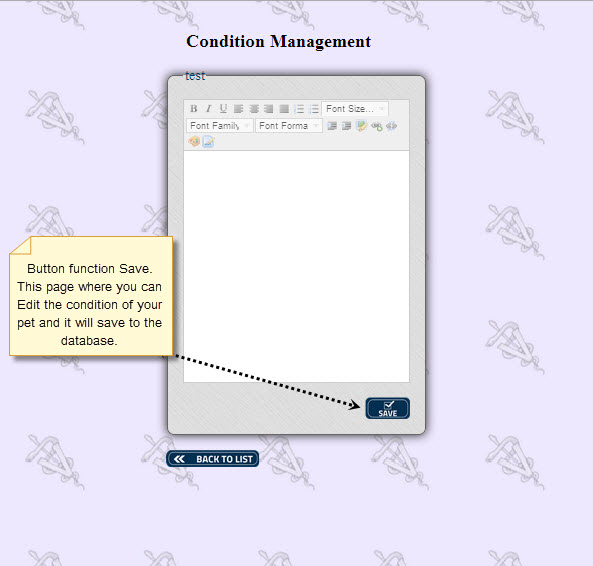 Condition Management
test
B I U Font Size...
Font Family Font Forma
Button function Save.
This page where you can
Edit the condition of your
pet and it will save to the
database.
SAVE
BACK TO LIST